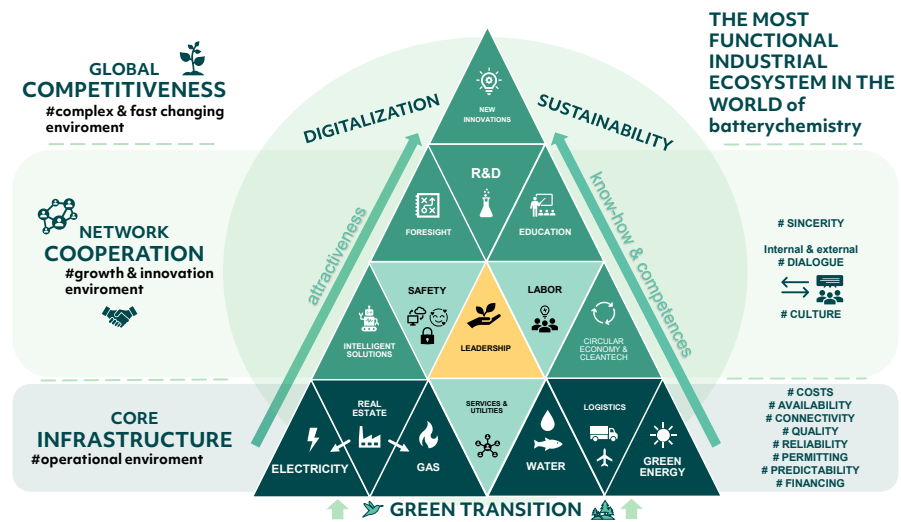 GLOBAL
COMPETITIVENESS
#complex & fast changing
enviroment
NETWORK
COOPERATION
#growth & innovation
enviroment
CORE
INFRASTRUCTURE
#operational enviroment
DIGITALIZATION
SUSTAINABILITY
attractiveness
know-how & competences
NEW
INNOVATIONS
R&D
FORESIGHT
EDUCATION
SAFETY
LABOR
INTELLIGENT
SOLUTIONS
LEADERSHIP
CIRCULAR
ECONOMY &
CLEANTECH
REAL
ESTATE
SERVICES &
UTILITIES
LOGISTICS
ELECTRICITY
GAS
WATER
GREEN
ENERGY
GREEN TRANSITION
THE MOST
FUNCTIONAL
INDUSTRIAL
ECOSYSTEM IN THE
WORLD of
batterychemistry
# SINCERITY
Internal & external
# DIALOGUE
# CULTURE
# COSTS
# AVAILABILITY
# CONNECTIVITY
# QUALITY
# RELIABILITY
# PERMITTING
# PREDICTABILITY
# FINANCING